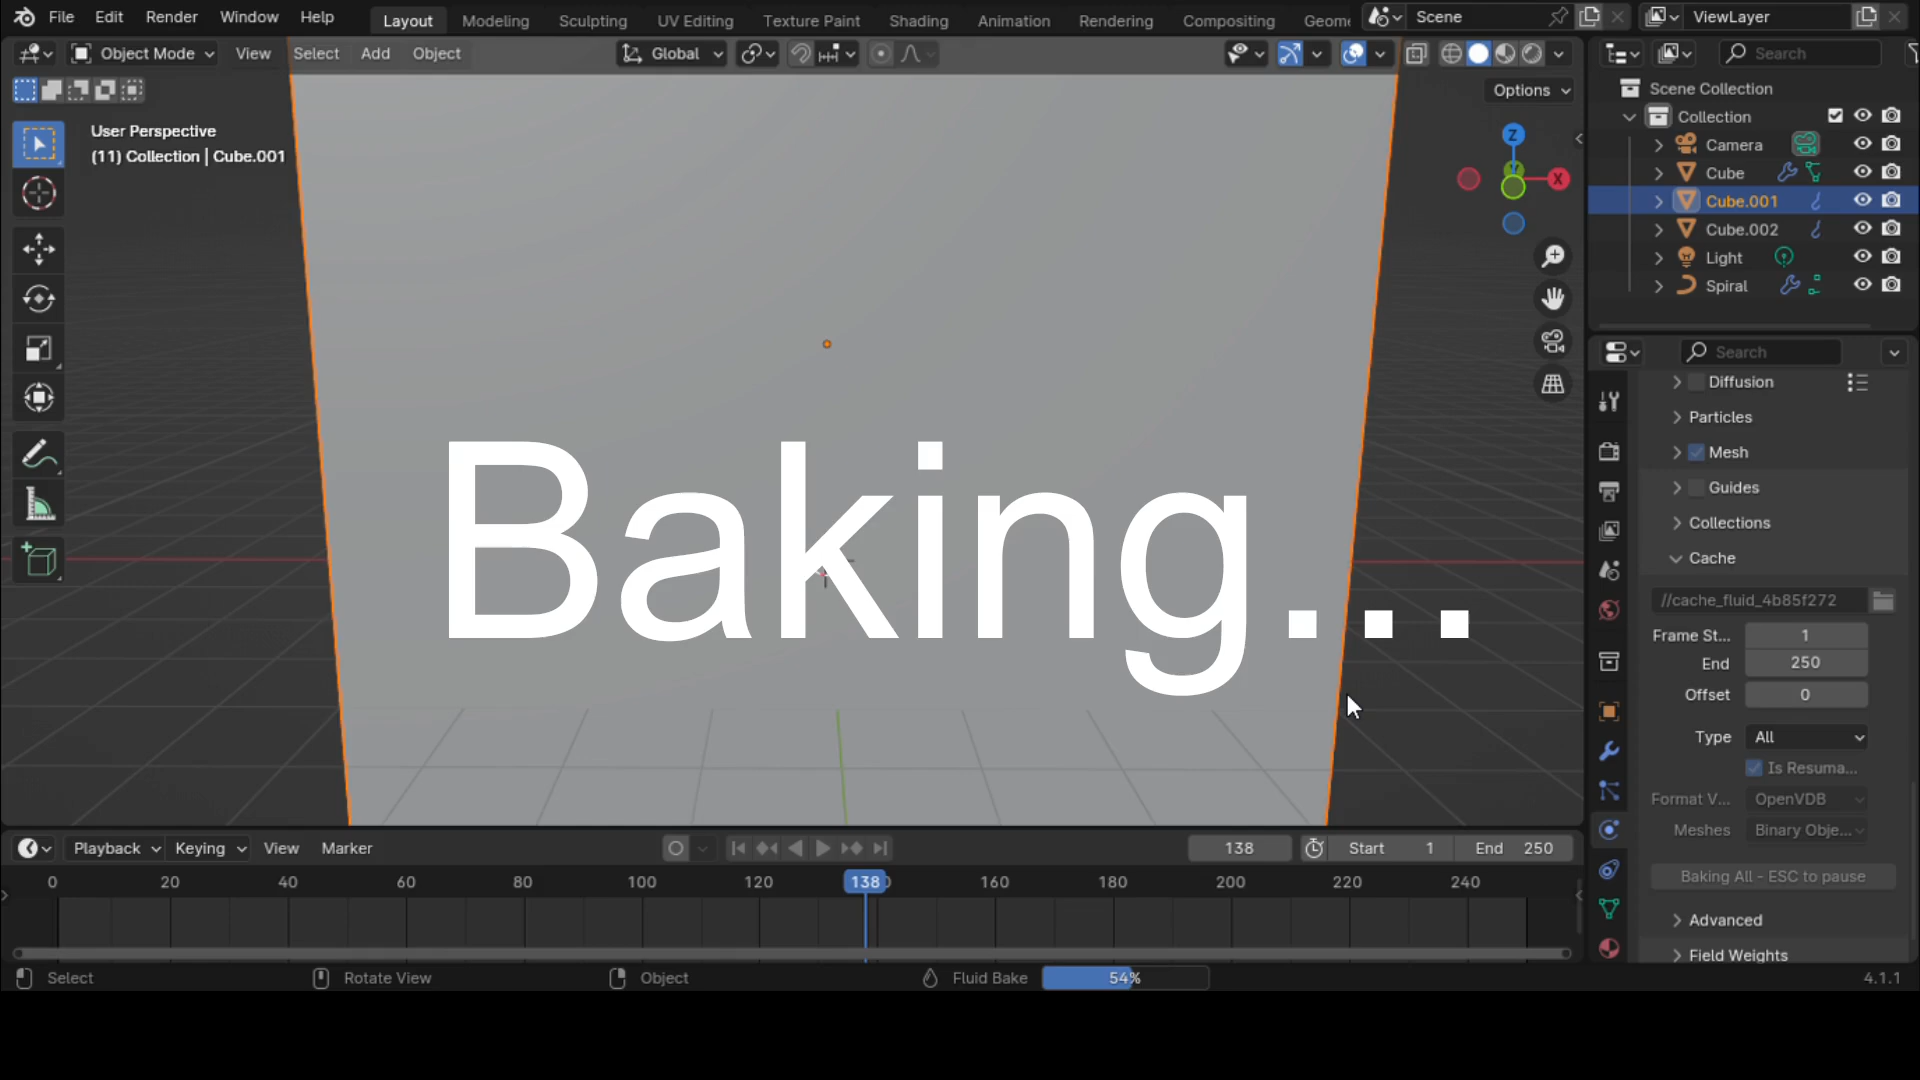 File Edit Render Window Help Layout Modeling Sculpting UV Editing Texture Paint Shading Animation Rendering Compositing Geome Scene ViewLayer
Object Mode View Select Add Object Global Search
Options
User Perspective
(11) Collection | Cube.001
Z
X
Scene Collection
Collection
Camera
Cube
Cube.001
Cube.002
Light
Spiral
Search
Diffusion
Particles
Mesh
Guides
Collections
Cache
//cache_fluid_4b85f272
Frame St... 1
End 250
Offset 0
Type All
Is Resuma...
Format V... OpenVDB
Meshes Binary Obje...
Baking All - ESC to pause
Advanced
Field Weights
Baking...
Playback Keying View Marker 138 Start 1 End 250
0 20 40 60 80 100 120 138 160 180 200 220 240
Select Rotate View Object Fluid Bake 54% 4.1.1